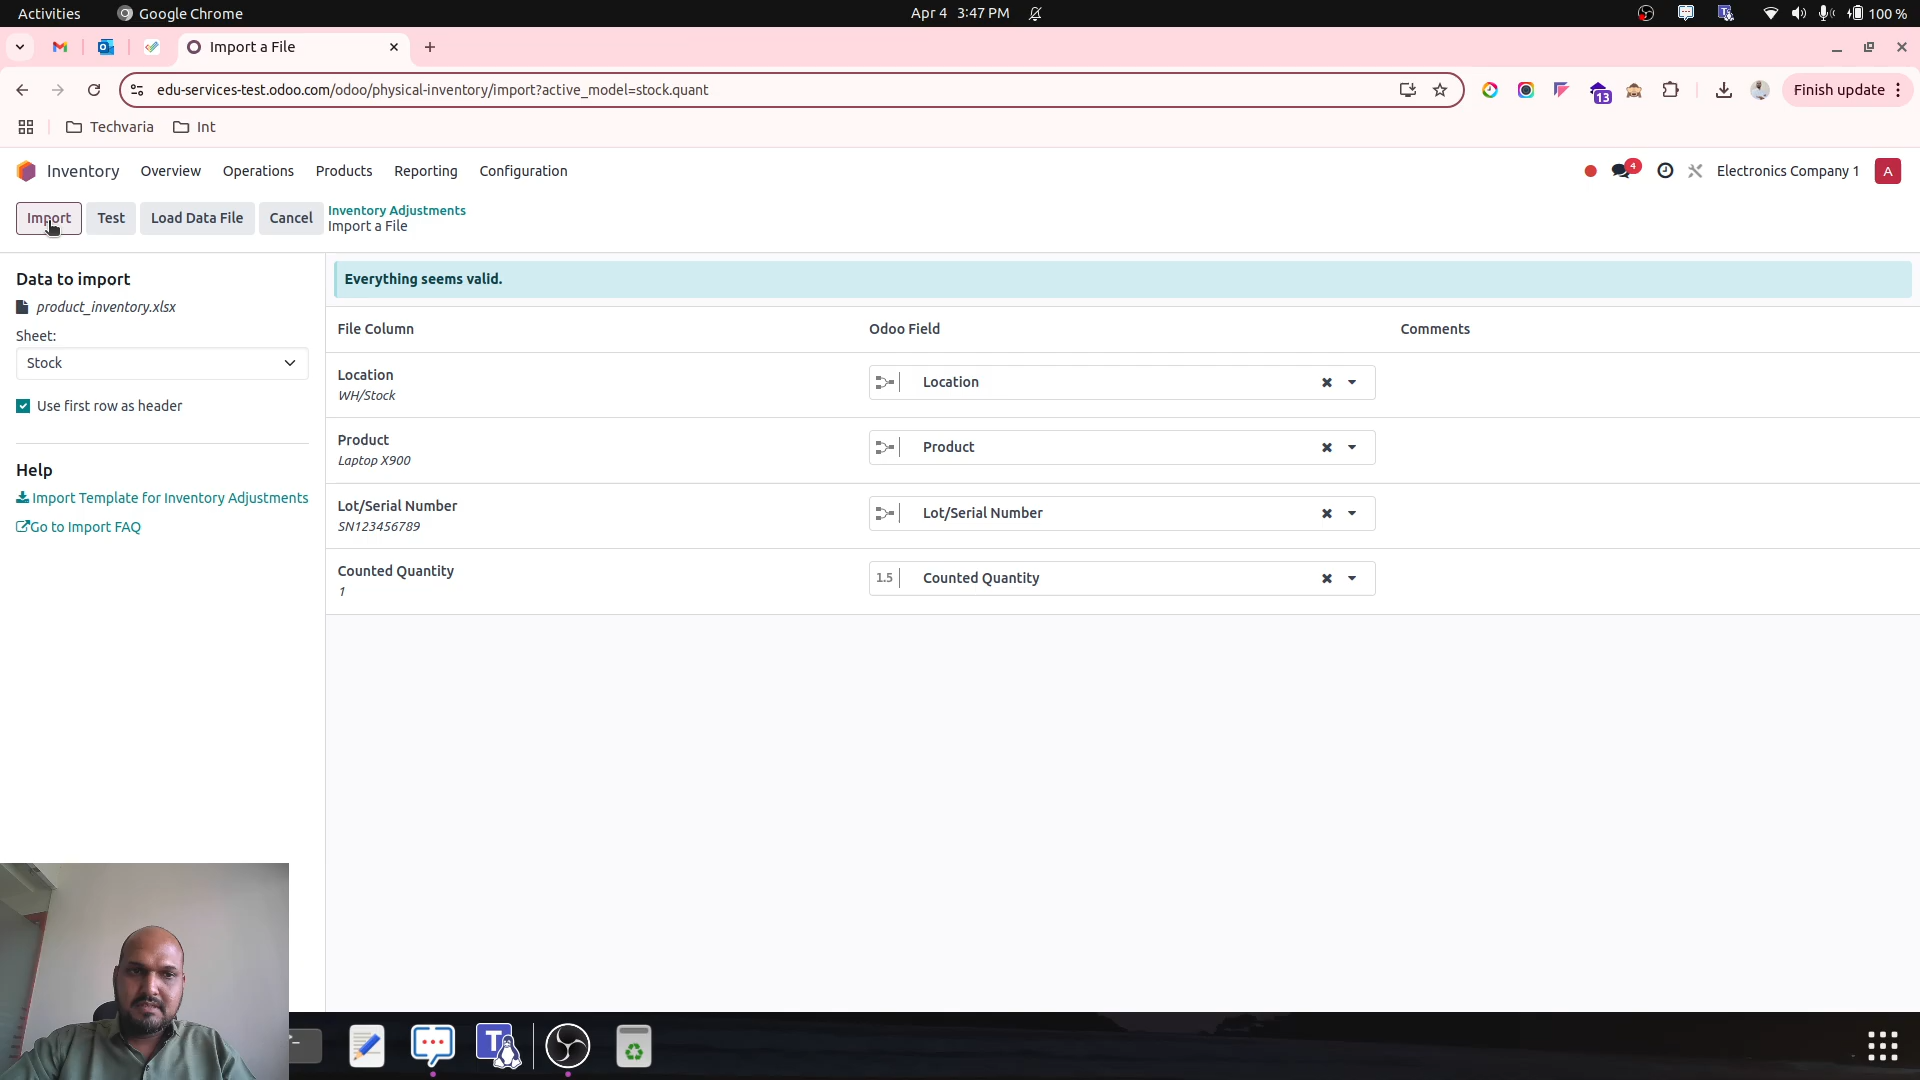 Activities
Google Chrome
Apr 4 3:47 PM
100 %
Import a File
edu-services-test.odoo.com/odoo/physical-inventory/import?active_model=stock.quant
13
Finish update
Techvaria
Int
Inventory
Overview
Operations
Products
Reporting
Configuration
4
Electronics Company 1
A
Import
Test
Load Data File
Cancel
Inventory Adjustments
Import a File
Data to import
product_inventory.xlsx
Sheet:
Stock
Use first row as header
Help
Import Template for Inventory Adjustments
Go to Import FAQ
Everything seems valid.
File Column
Odoo Field
Comments
Location
WH/Stock
Location
Product
Laptop X900
Product
Lot/Serial Number
SN123456789
Lot/Serial Number
Counted Quantity
1
1.5
Counted Quantity
T